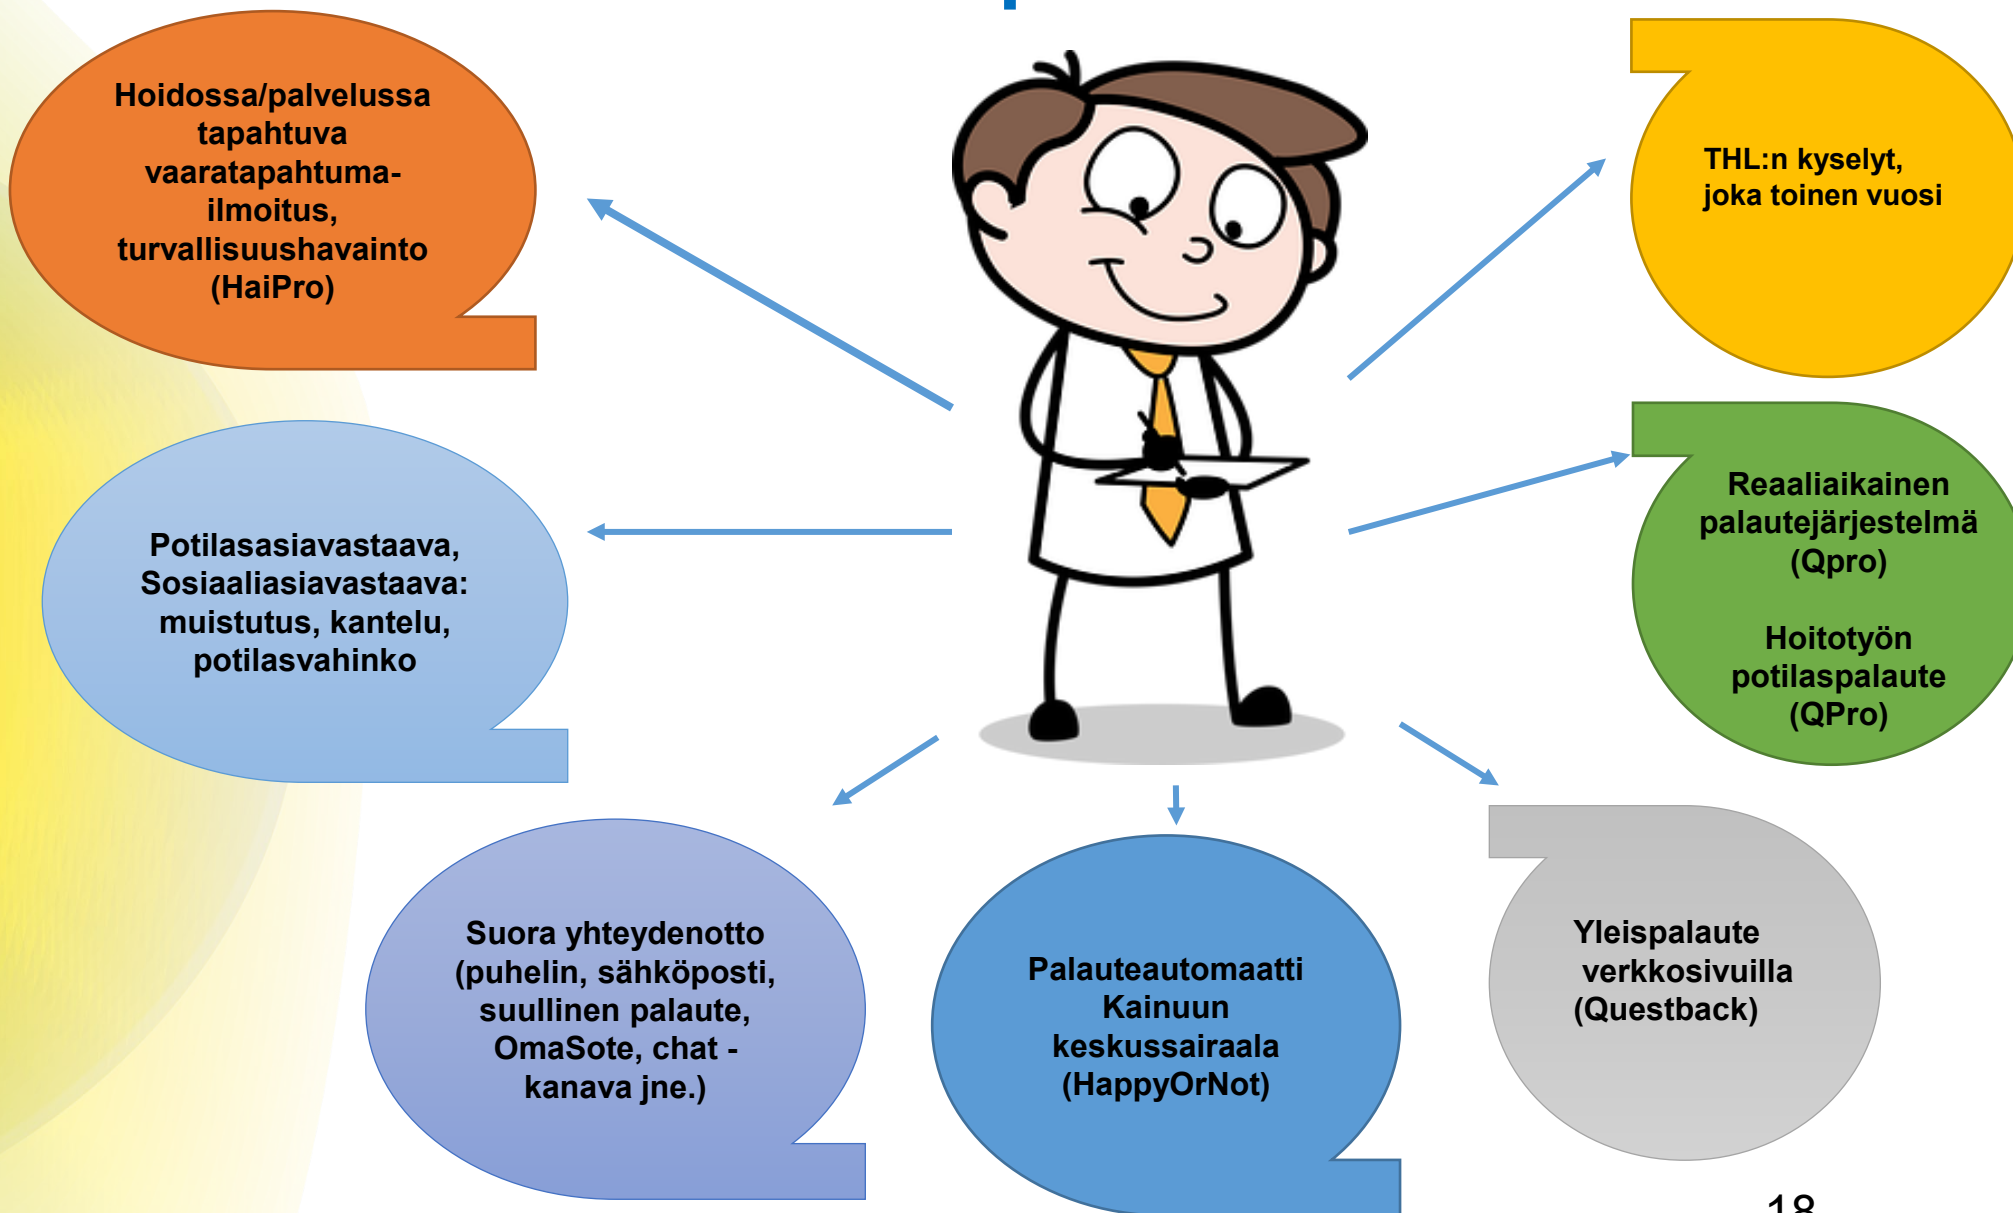 Hoidossa/palvelussa
tapahtuva
vaaratapahtuma-
ilmoitus,
turvallisuushavainto
(HaiPro)
THL:n kyselyt,
joka toinen vuosi
Potilasasiavastaava,
Sosiaaliasiavastaava:
muistutus, kantelu,
potilasvahinko
Reaaliaikainen
palautejärjestelmä
(Qpro)
Hoitotyön
potilaspalaute
(QPro)
Suora yhteydenotto
(puhelin, sähköposti,
suullinen palaute,
OmaSote, chat -
kanava jne.)
Palauteautomaatti
Kainuun
keskussairaala
(HappyOrNot)
Yleispalaute
verkkosivuilla
(Questback)
18